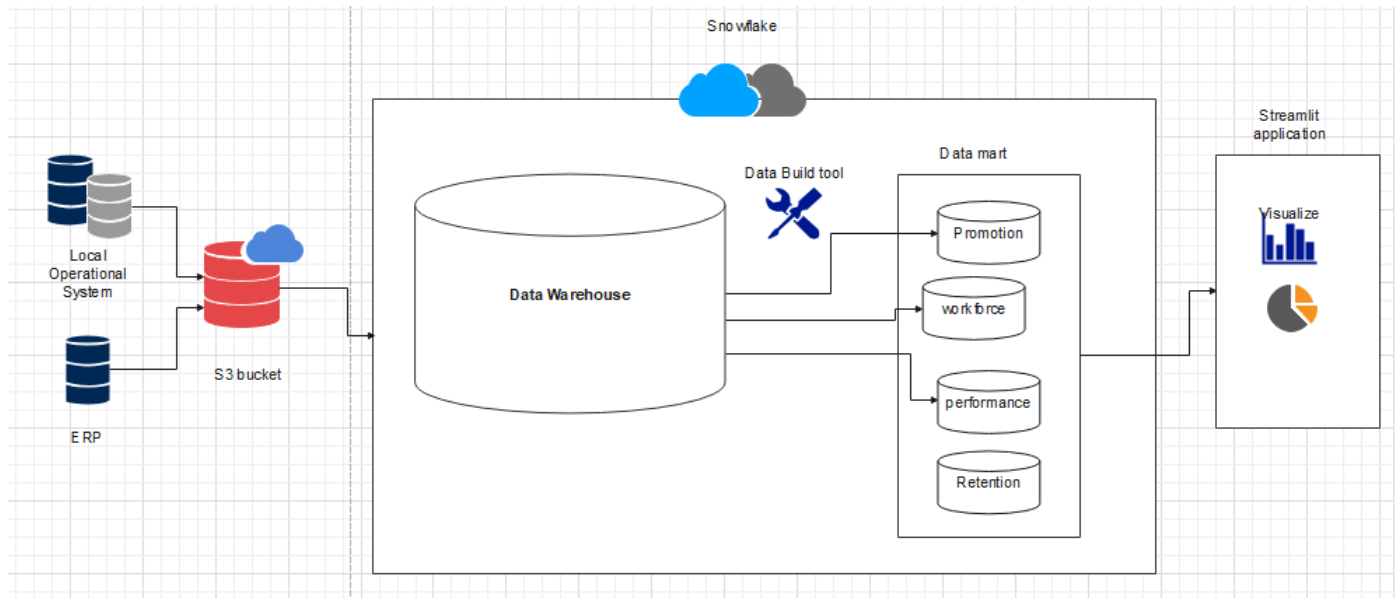 Snowflake
Streamlit
application
Data mart
Data Build tool
Visualize
Promotion
Local
Operational
System
Data Warehouse
workforce
S3 bucket
performance
ERP
Retention